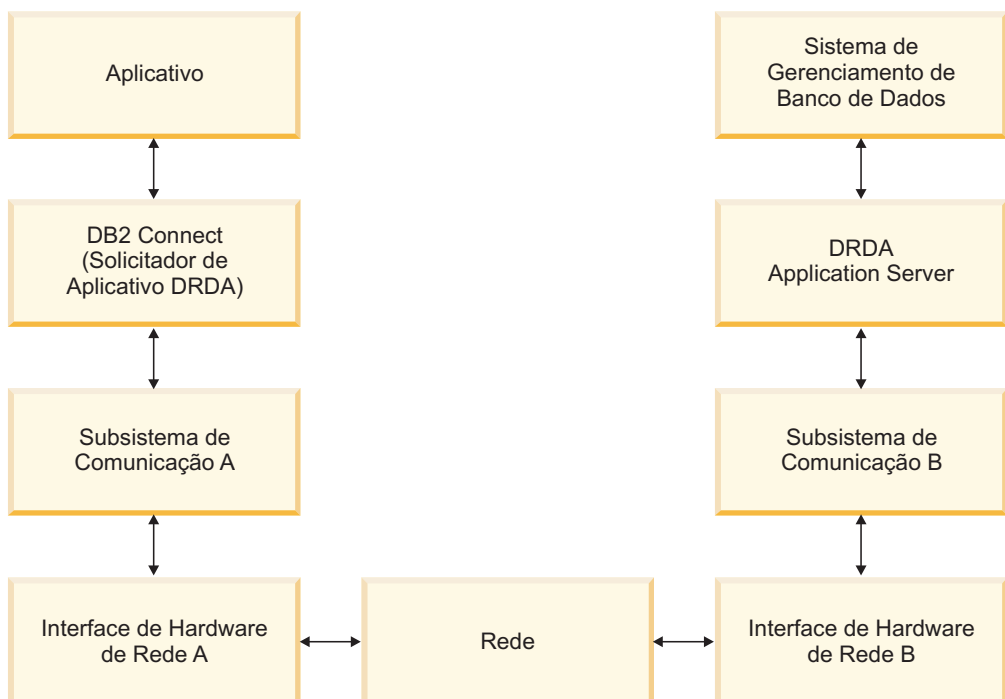 Aplicativo
Sistema de
Gerenciamento de
Banco de Dados
DB2 Connect
(Solicitador de
Aplicativo DRDA)
DRDA
Application Server
Subsistema de
Comunicação A
Subsistema de
Comunicação B
Interface de Hardware
de Rede A
Rede
Interface de Hardware
de Rede B